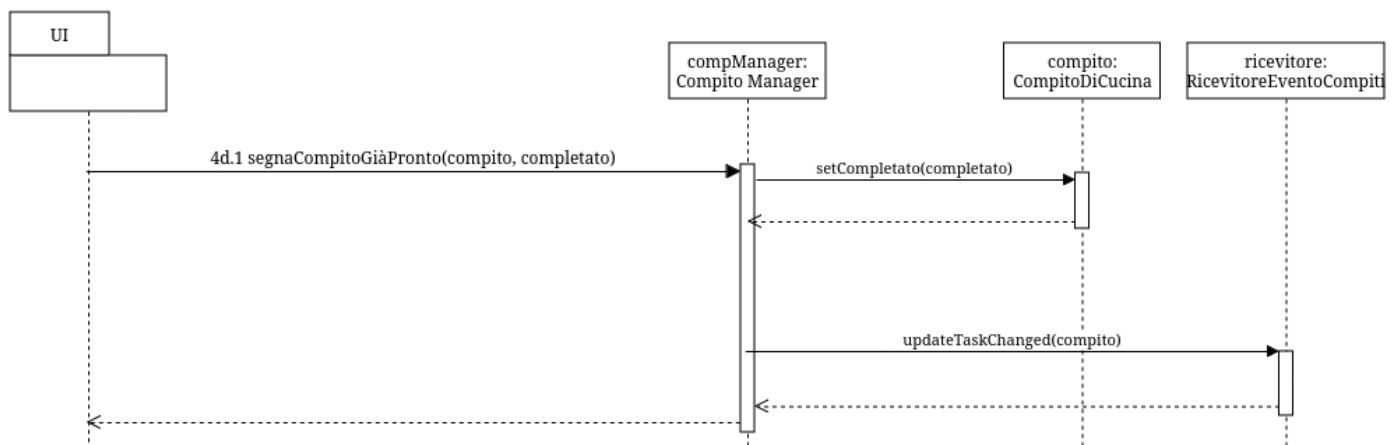 UI
compManager:
Compito Manager
compito:
CompitoDiCucina
ricevitore:
RicevitoreEventoCompiti
4d.1 segnaCompitoGiàPronto(compito, completato)
setCompletato(completato)
updateTaskChanged(compito)